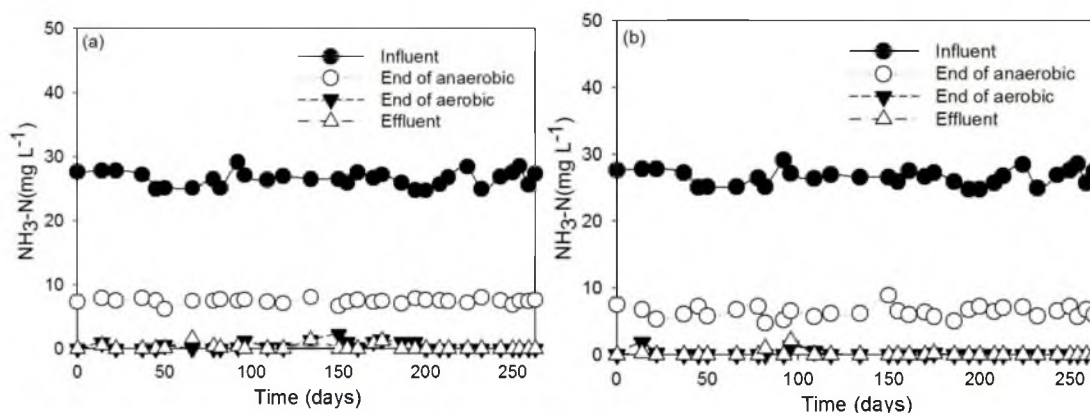 (a)
Influent
End of anaerobic
End of aerobic
Effluent
NH3-N(mg L-1)
50
40
30
20
10
0
0 50 100 150 200 250
Time (days)
(b)
Influent
End of anaerobic
End of aerobic
Effluent
NH3-N(mg L-1)
50
40
30
20
10
0
0 50 100 150 200 250
Time (days)